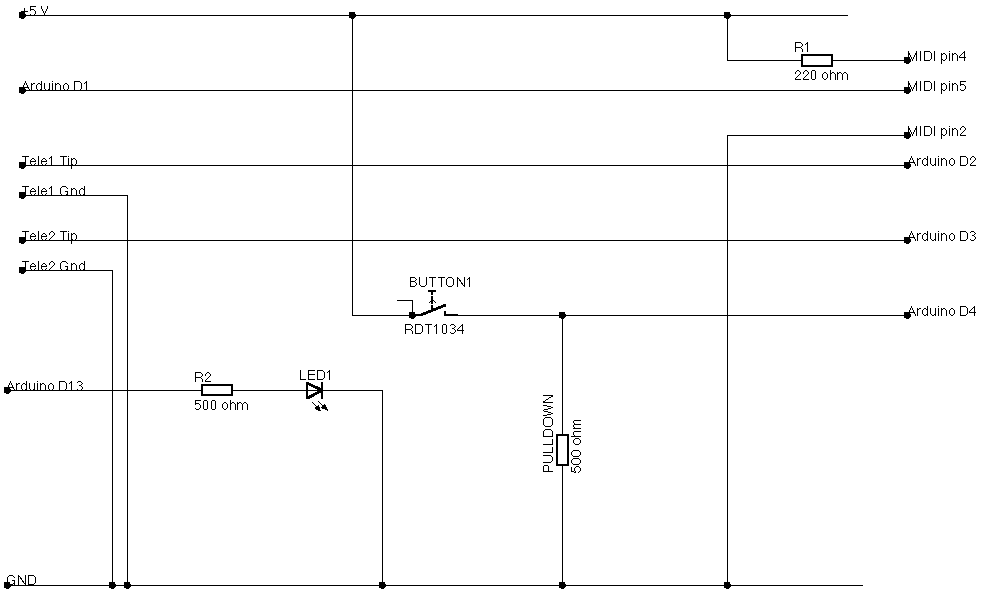 +5 V
R1
220 ohm
MIDI pin4
Arduino D1
MIDI pin5
MIDI pin2
Tele1 Tip
Arduino D2
Tele1 Gnd
Tele2 Tip
Arduino D3
Tele2 Gnd
BUTTON1
RDT1034
Arduino D4
Arduino D13
R2
500 ohm
LED1
PULLDOWN
500 ohm
GND